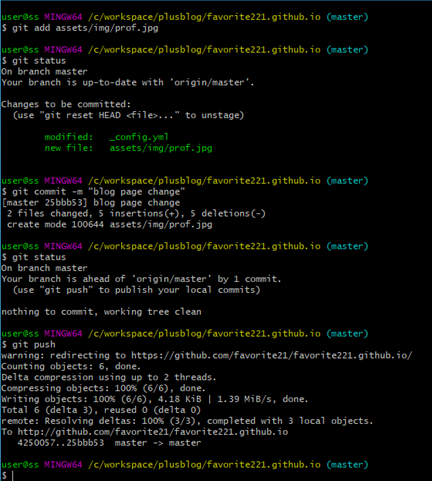 user@ss MINGW64 /c/workspace/plusblog/favorite221.github.io (master)
$ git add assets/img/prof.jpg

user@ss MINGW64 /c/workspace/plusblog/favorite221.github.io (master)
$ git status
On branch master
Your branch is up-to-date with 'origin/master'.

Changes to be committed:
  (use "git reset HEAD <file>..." to unstage)

        modified:   _config.yml
        new file:   assets/img/prof.jpg

user@ss MINGW64 /c/workspace/plusblog/favorite221.github.io (master)
$ git commit -m "blog page change"
[master 25bbb53] blog page change
 2 files changed, 5 insertions(+), 5 deletions(-)
 create mode 100644 assets/img/prof.jpg

user@ss MINGW64 /c/workspace/plusblog/favorite221.github.io (master)
$ git status
On branch master
Your branch is ahead of 'origin/master' by 1 commit.
  (use "git push" to publish your local commits)

nothing to commit, working tree clean

user@ss MINGW64 /c/workspace/plusblog/favorite221.github.io (master)
$ git push
warning: redirecting to https://github.com/favorite21/favorite221.github.io/
Counting objects: 6, done.
Delta compression using up to 2 threads.
Compressing objects: 100% (6/6), done.
Writing objects: 100% (6/6), 4.18 KiB | 1.39 MiB/s, done.
Total 6 (delta 3), reused 0 (delta 0)
remote: Resolving deltas: 100% (3/3), completed with 3 local objects.
To http://github.com/favorite21/favorite221.github.io
   4250057..25bbb53  master -> master

user@ss MINGW64 /c/workspace/plusblog/favorite221.github.io (master)
$